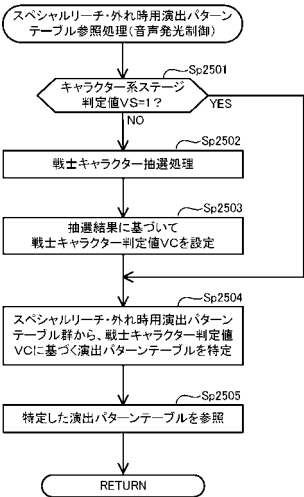 スペシャルリーチ・外れ時用演出パターン
テーブル参照処理(音声発光制御)
Sp2501
キャラクター系ステージ
判定値VS=1?
YES
NO
Sp2502
戦士キャラクター抽選処理
Sp2503
抽選結果に基づいて
戦士キャラクター判定値VCを設定
Sp2504
スペシャルリーチ・外れ時用演出パターン
テーブル群から、戦士キャラクター判定値
VCに基づく演出パターンテーブルを特定
Sp2505
特定した演出パターンテーブルを参照
RETURN